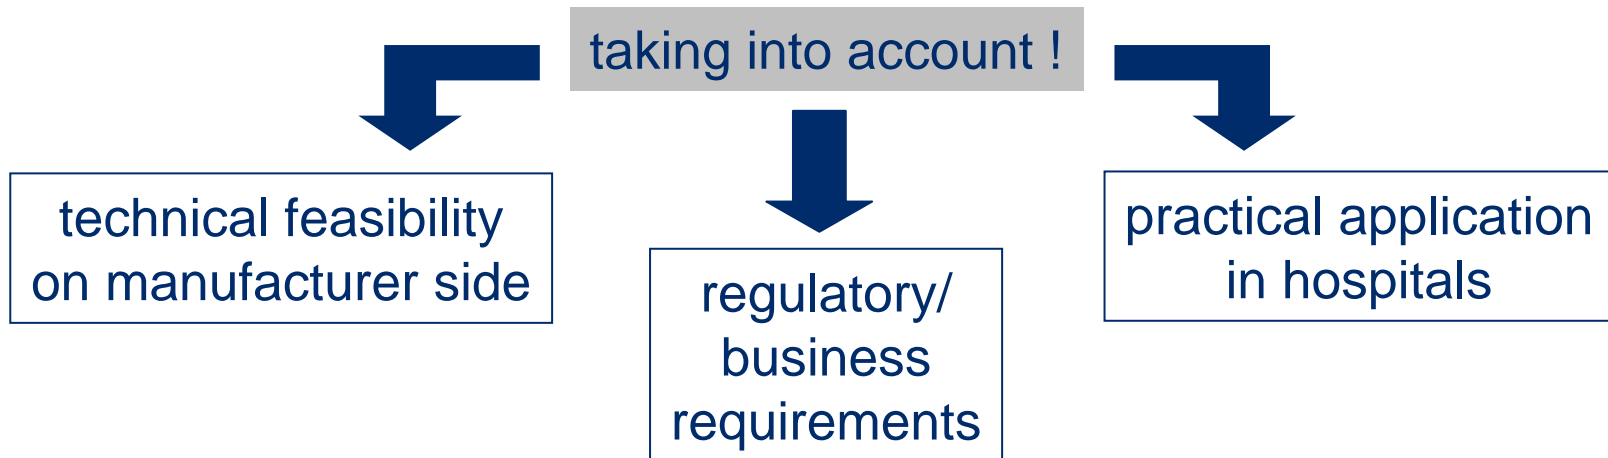 taking into account !
technical feasibility
on manufacturer side
regulatory/
business
requirements
practical application
in hospitals